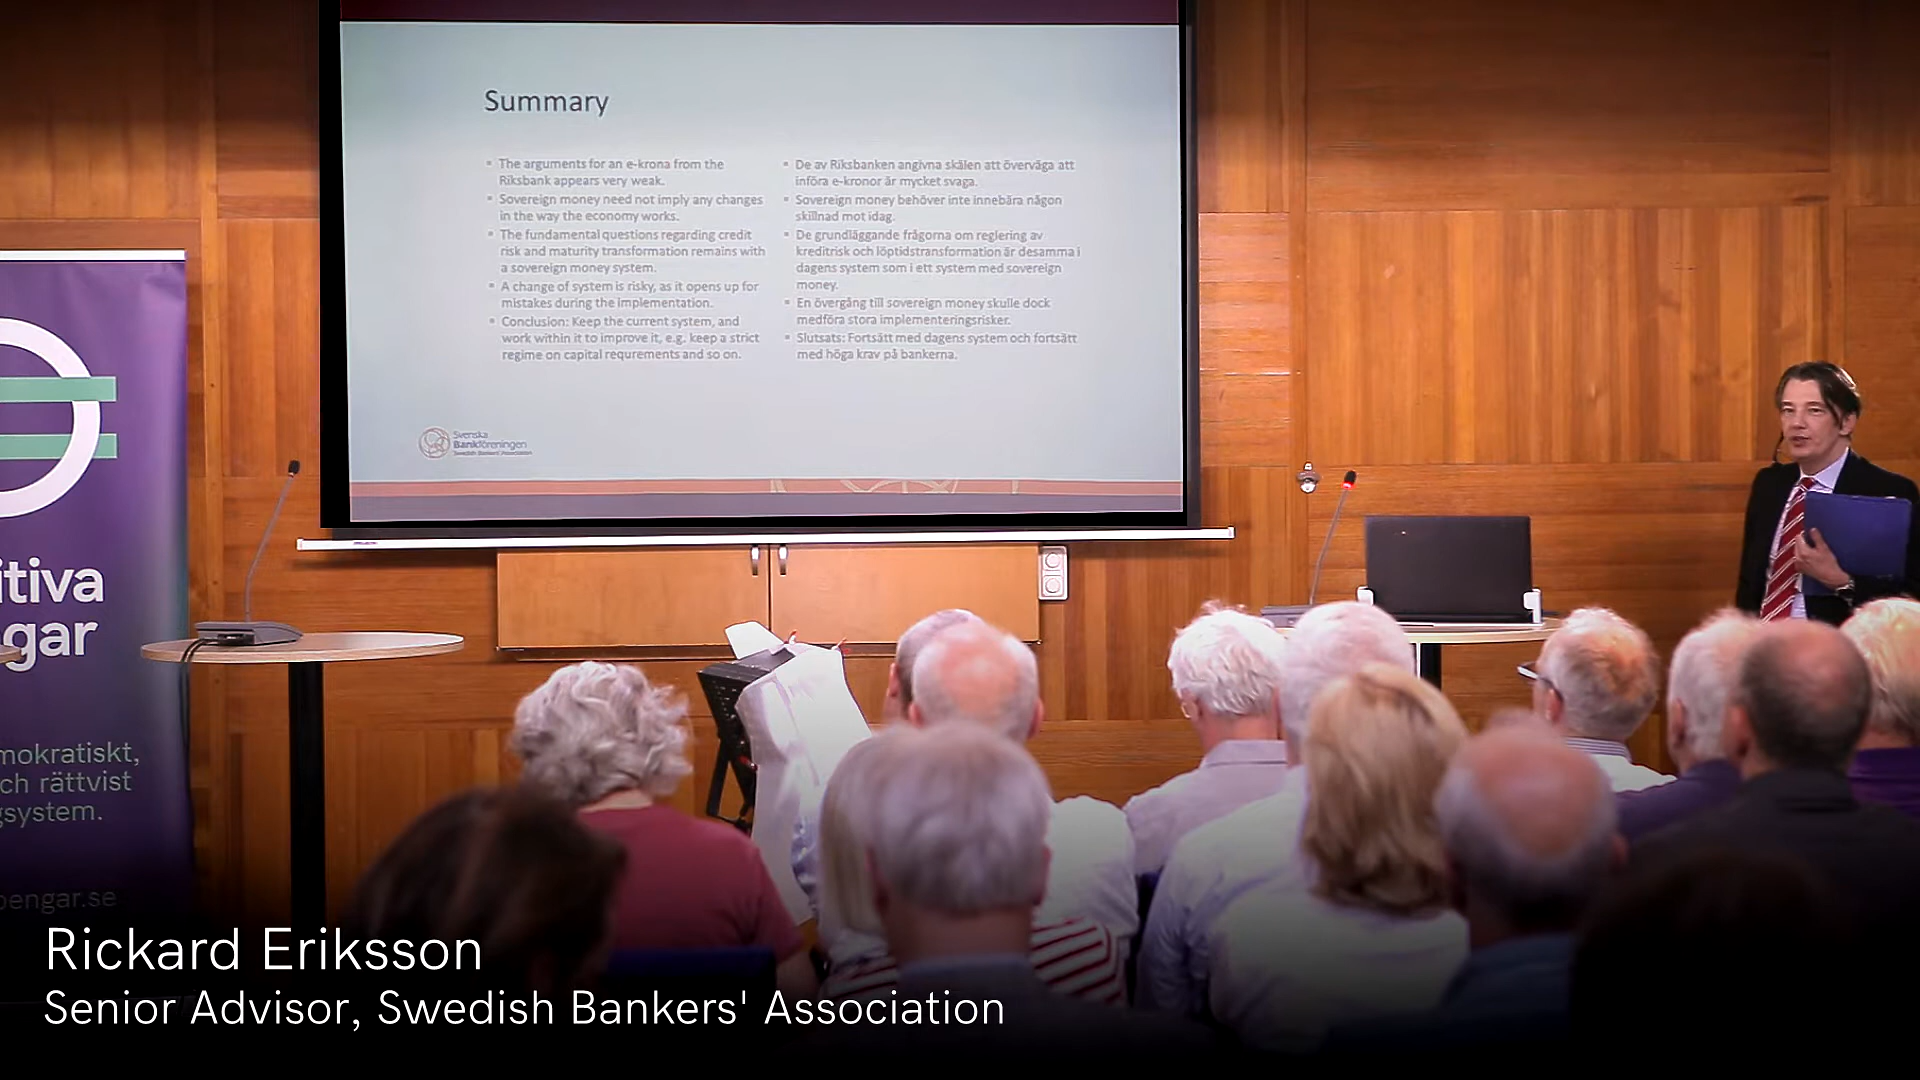 Summary
The arguments for an e-krona from the
Riksbank appears very weak.
Sovereign money need not imply any changes
in the way the economy works.
The fundamental questions regarding credit
risk and maturity transformation remains with
a sovereign money system.
A change of system is risky, as it opens up for
mistakes during the implementation.
Conclusion: Keep the current system, and
work within it to improve it, e.g. keep a strict
regime on capital requrements and so on.
De av Riksbanken angivna skälen att överväga att
införa e-kronor är mycket svaga.
Sovereign money behöver inte innebära någon
skillnad mot idag.
De grundläggande frågorna om reglering av
kreditrisk och löptidstransformation är desamma i
dagens system som i ett system med sovereign
money.
En övergång till sovereign money skulle dock
medföra stora implementeringsrisker.
Slutsats: Fortsätt med dagens system och fortsätt
med höga krav på bankerna.
Svenska
Bankföreningen
Swedish Bankers' Association
itiva
gar
mokratiskt,
ch rättvist
gsystem.
pengar.se
Rickard Eriksson
Senior Advisor, Swedish Bankers' Association